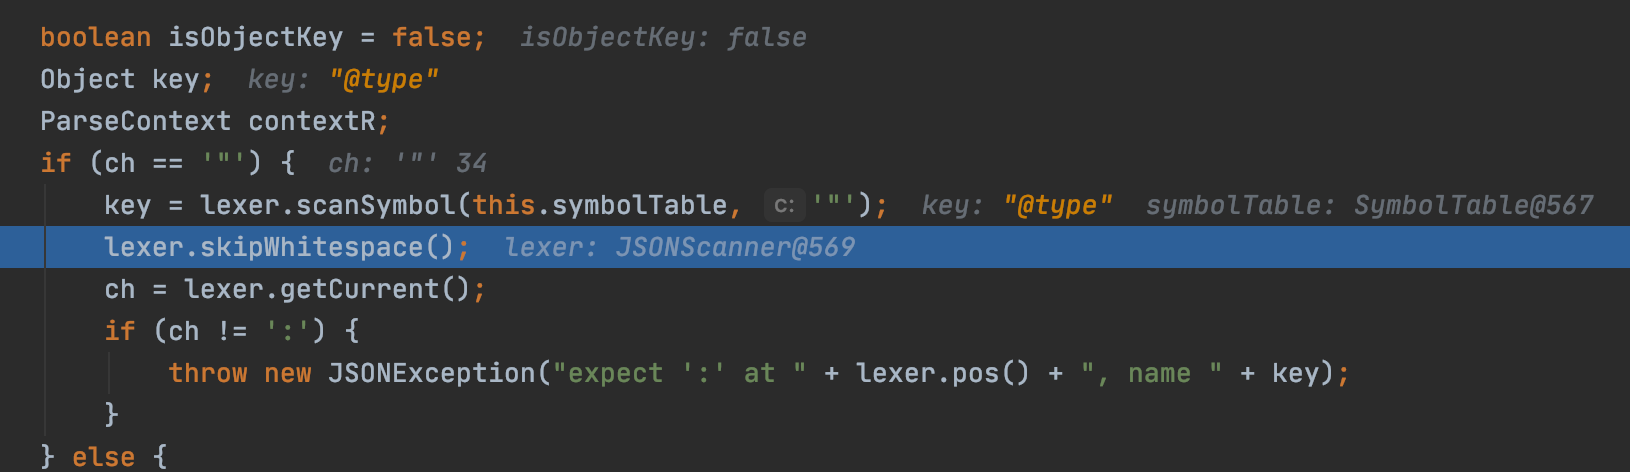 boolean isObjectKey = false;  isObjectKey: false
Object key;  key: "@type"
ParseContext contextR;
if (ch == '"') {  ch: '"' 34
    key = lexer.scanSymbol(this.symbolTable, c: '"');  key: "@type"  symbolTable: SymbolTable@567
    lexer.skipWhitespace();  lexer: JSONScanner@569
    ch = lexer.getCurrent();
    if (ch != ':') {
        throw new JSONException("expect ':' at " + lexer.pos() + ", name " + key);
    }
} else {